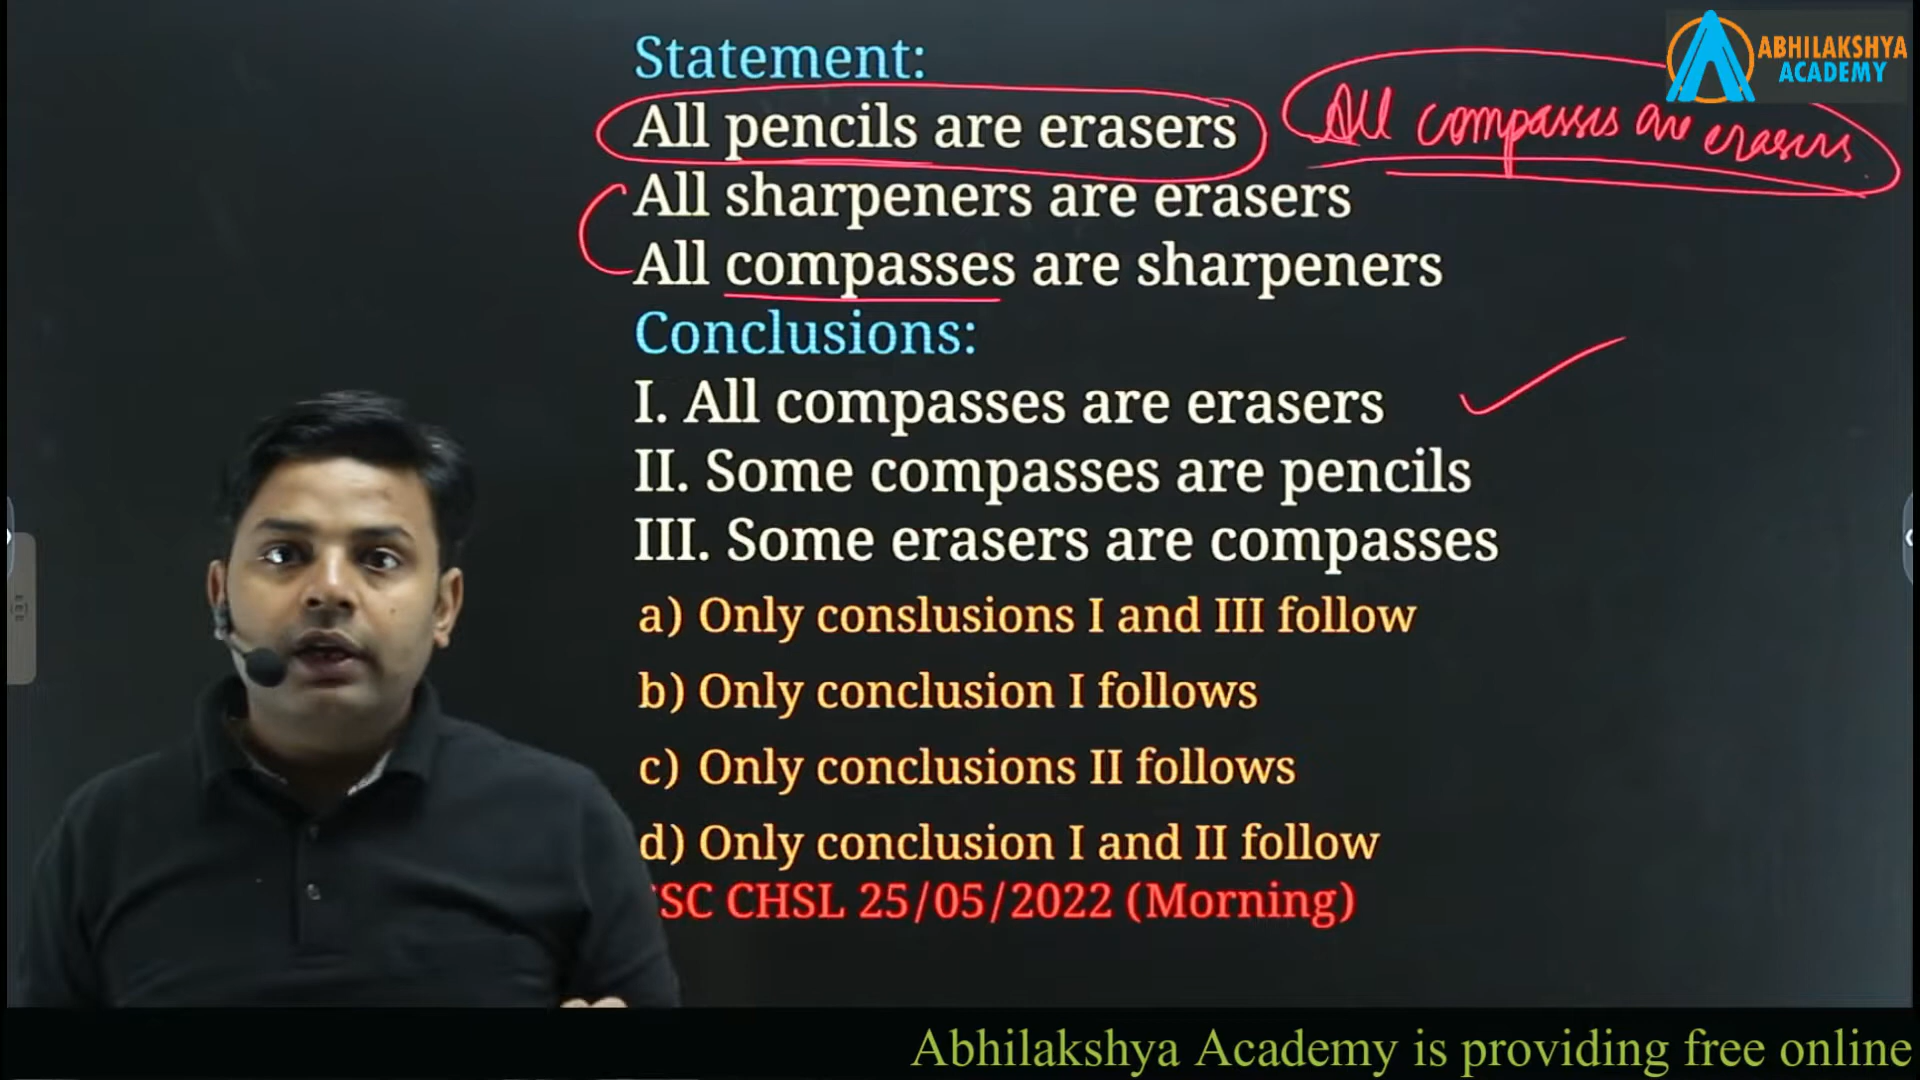 Statement:
ABHILAKSHYA
ACADEMY
All pencils are erasers
All compasses are erasers
All sharpeners are erasers
All compasses are sharpeners
Conclusions:
I. All compasses are erasers
II. Some compasses are pencils
III. Some erasers are compasses
a) Only conslusions I and III follow
b) Only conclusion I follows
c) Only conclusions II follows
d) Only conclusion I and II follow
SC CHSL 25/05/2022 (Morning)
Abhilakshya Academy is providing free online